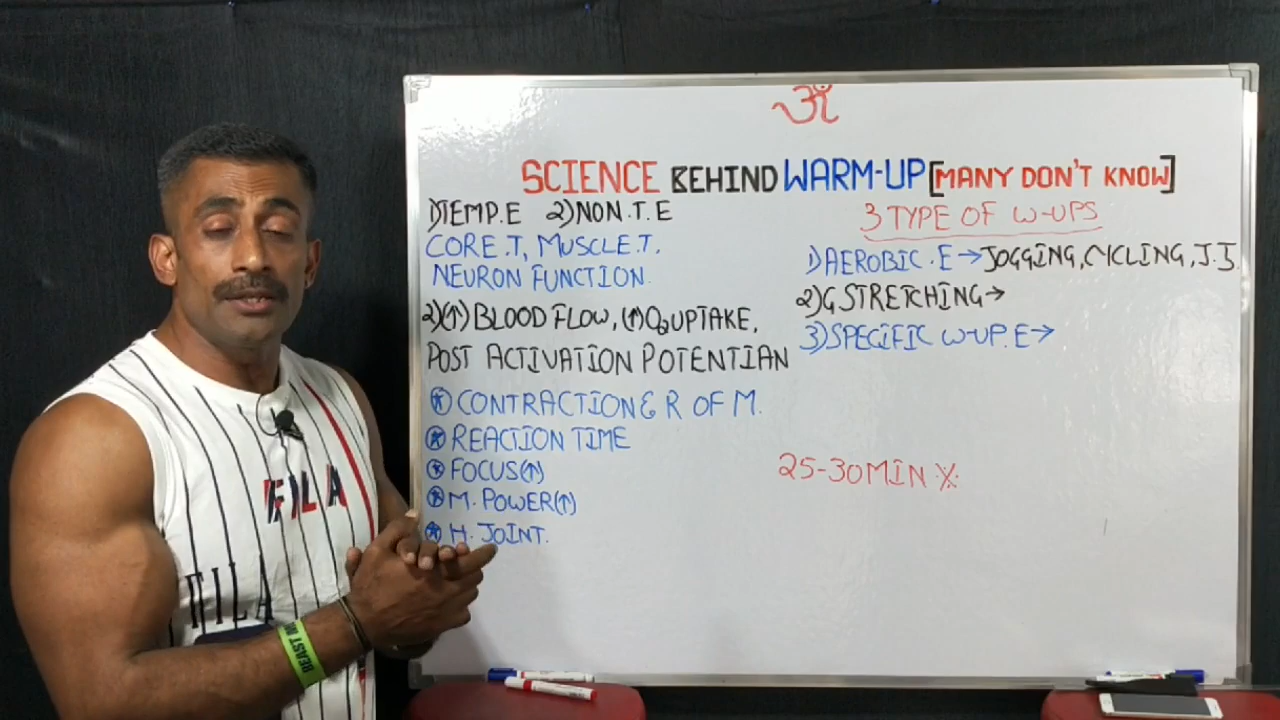 ॐ
SCIENCE BEHIND WARM-UP [MANY DON'T KNOW]
1)TEMP.E 2)NON.T.E
CORE.T, MUSCLE.T.
NEURON FUNCTION.
2)(↑)BLOOD FLOW, (↑)O2UPTAKE,
POST ACTIVATION POTENTIAN
CONTRACTION & R OF M.
REACTION TIME
FOCUS(↑)
M. POWER(↑)
H. JOINT.
3 TYPE OF W-UPS
1)AEROBIC.E→JOGGING, CYCLING, J.J.
2)G STRETCHING→
3)SPECIFIC W-UP.E→
25-30MIN
FILA
FILA
BEAST MO